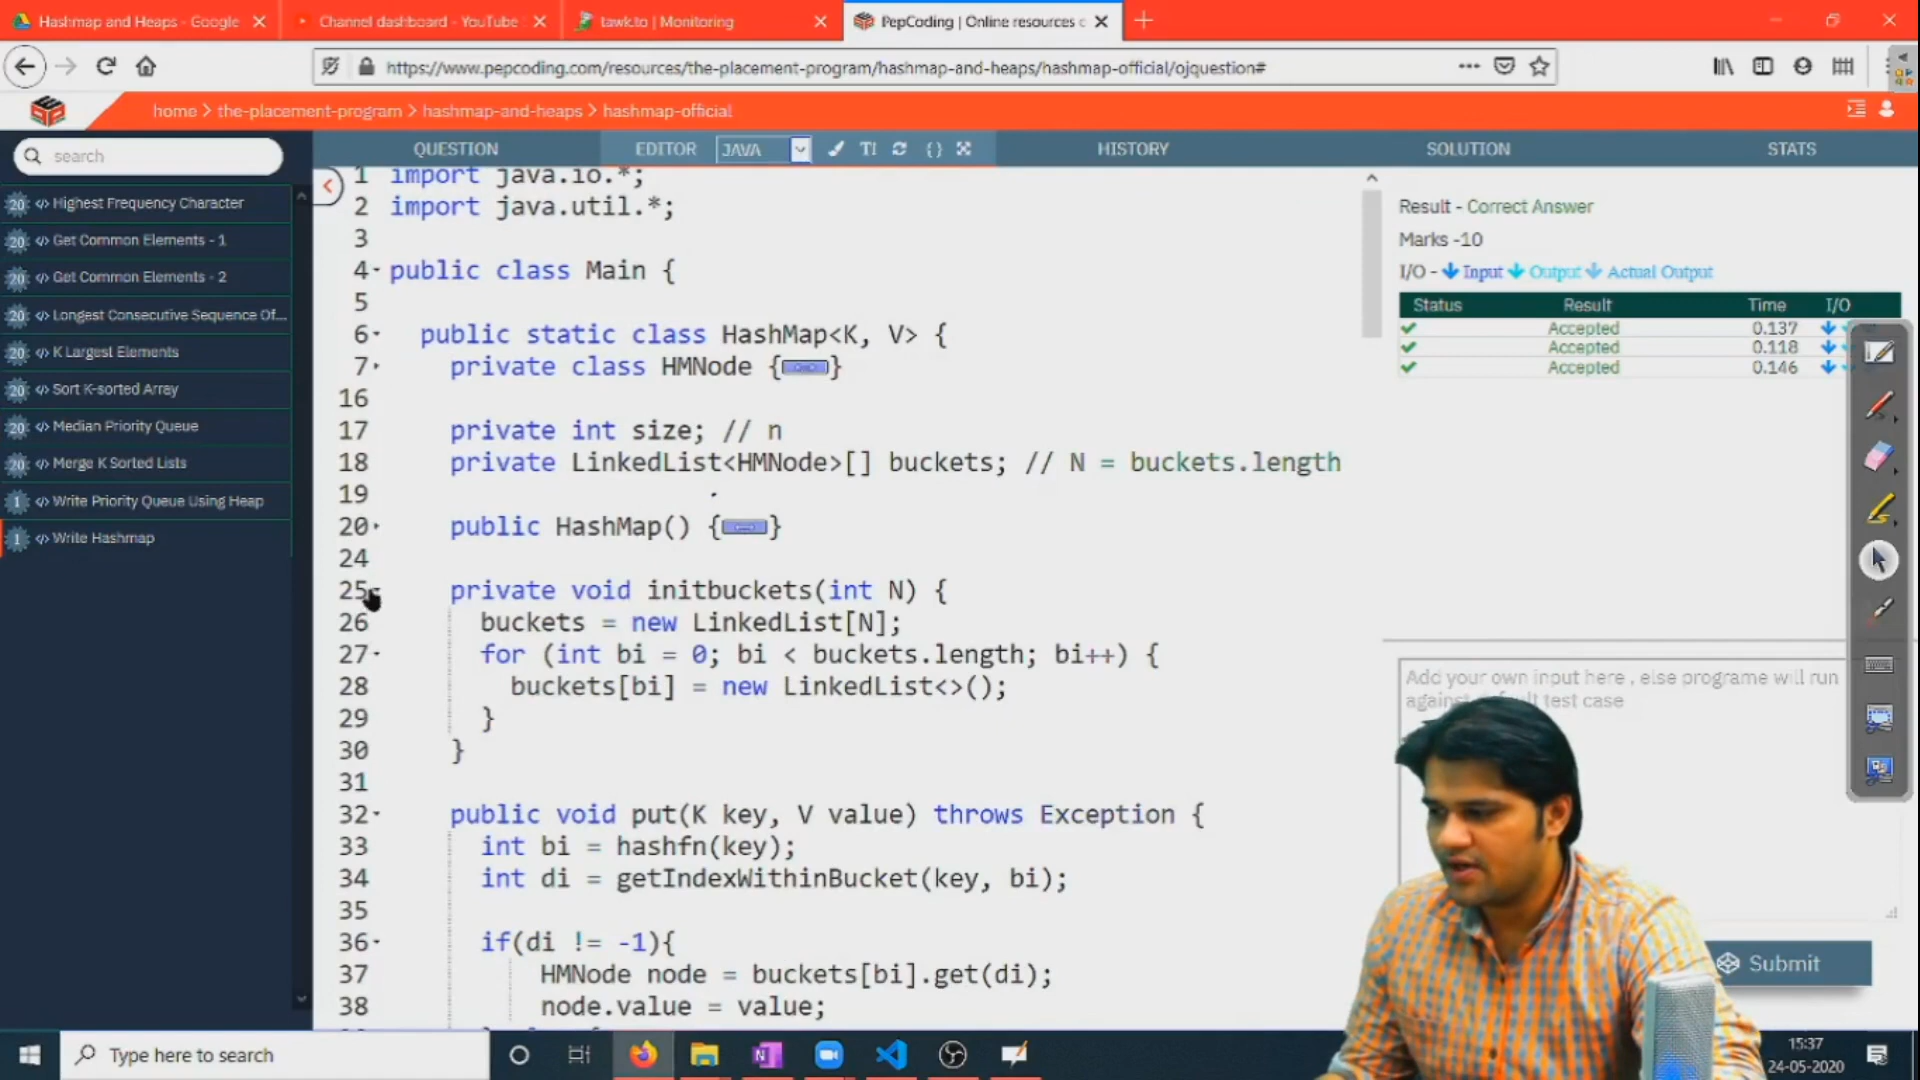 Hashmap and Heaps - Google
Channel dashboard - YouTube
tawk.to | Monitoring
PepCoding | Online resources c
https://www.pepcoding.com/resources/the-placement-program/hashmap-and-heaps/hashmap-official/ojquestion#
home > the-placement-program > hashmap-and-heaps > hashmap-official
search
QUESTION
EDITOR
JAVA
HISTORY
SOLUTION
STATS
20 </> Highest Frequency Character
20 </> Get Common Elements - 1
20 </> Get Common Elements - 2
20 </> Longest Consecutive Sequence Of...
20 </> K Largest Elements
20 </> Sort K-sorted Array
20 </> Median Priority Queue
20 </> Merge K Sorted Lists
1 </> Write Priority Queue Using Heap
1 </> Write Hashmap
1 import java.io.*;
2 import java.util.*;
3
4 public class Main {
5
6 public static class HashMap<K, V> {
7 private class HMNode {}
16
17 private int size; // n
18 private LinkedList<HMNode>[] buckets; // N = buckets.length
19
20 public HashMap() {}
24
25 private void initbuckets(int N) {
26 buckets = new LinkedList[N];
27 for (int bi = 0; bi < buckets.length; bi++) {
28 buckets[bi] = new LinkedList<>();
29 }
30 }
31
32 public void put(K key, V value) throws Exception {
33 int bi = hashfn(key);
34 int di = getIndexWithinBucket(key, bi);
35
36 if(di != -1){
37 HMNode node = buckets[bi].get(di);
38 node.value = value;
Result - Correct Answer
Marks -10
I/O - Input Output Actual Output
Status Result Time I/O
Accepted 0.137
Accepted 0.118
Accepted 0.146
Add your own input here , else programe will run
test case
Submit
Type here to search
15:37
24-05-2020